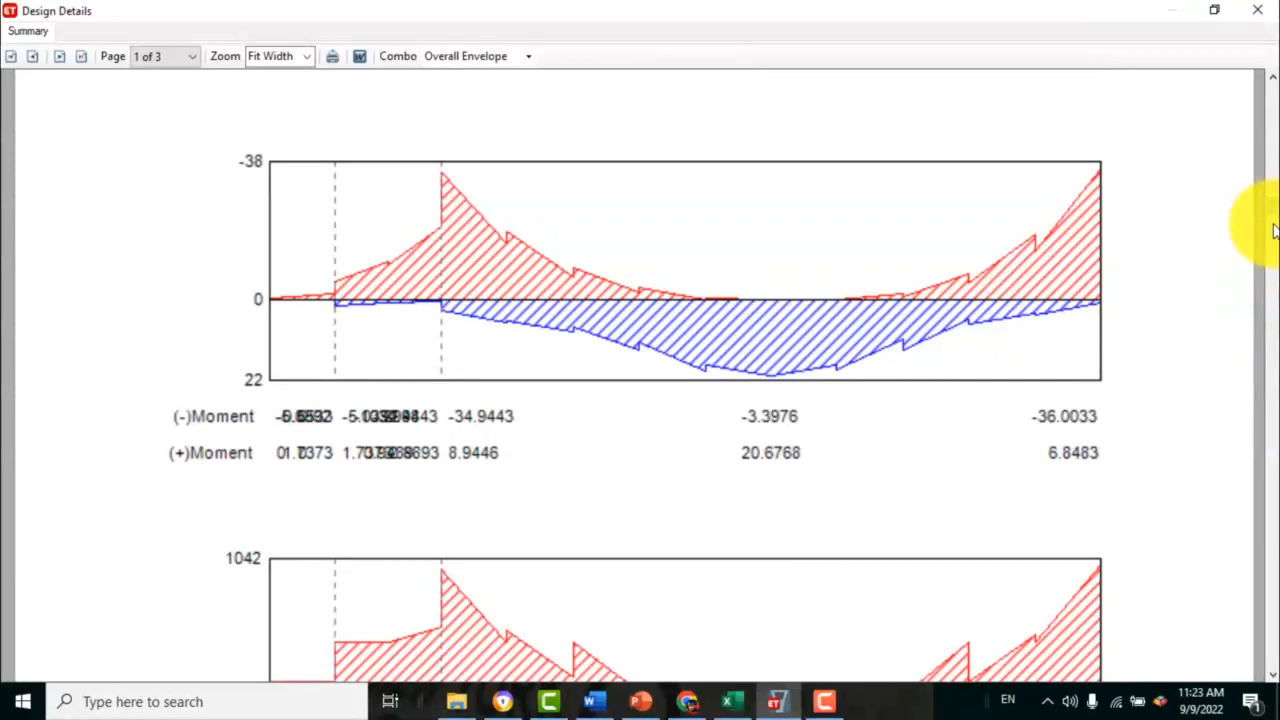 ET Design Details
Summary
Page 1 of 3 Zoom Fit Width Combo Overall Envelope
-38
0
22
(-)Moment -34.9443 -3.3976 -36.0033
(+)Moment 8.9446 20.6768 6.8483
1042
Type here to search
EN
11:23 AM
9/9/2022